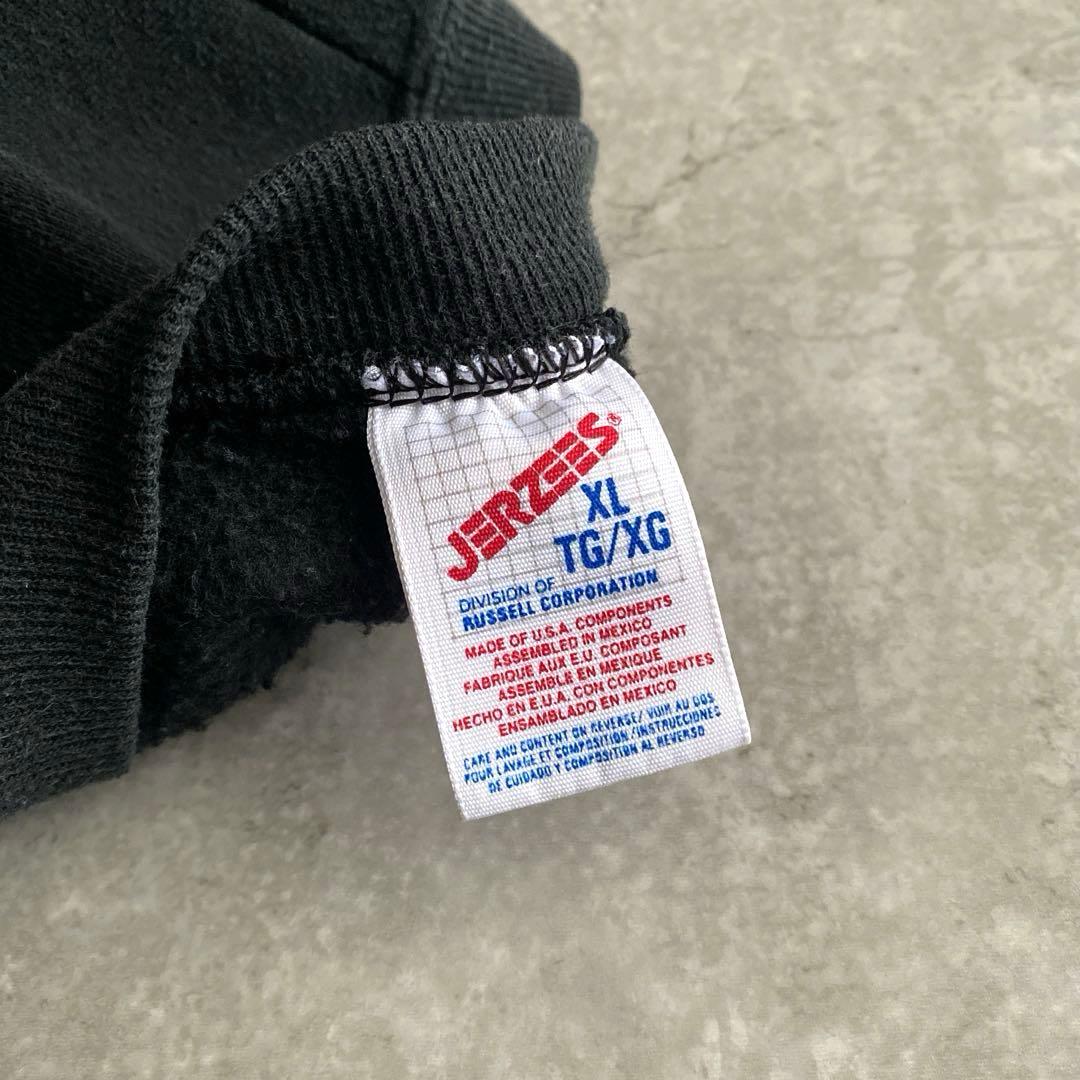 JERZEES®
XL
TG/XG
DIVISION OF
RUSSELL CORPORATION
MADE OF U.S.A. COMPONENTS
ASSEMBLED IN MEXICO
FABRIQUE AUX E.U. COMPOSANT
ASSEMBLE EN MEXIQUE
HECHO EN E.U.A. CON COMPONENTES
ENSAMBLADO EN MEXICO
CARE AND CONTENT ON REVERSE/ VOIR AU DOS
POUR LAVAGE ET COMPOSITION/INSTRUCCIONES
DE CUIDADO Y COMPOSITION AL REVERSO